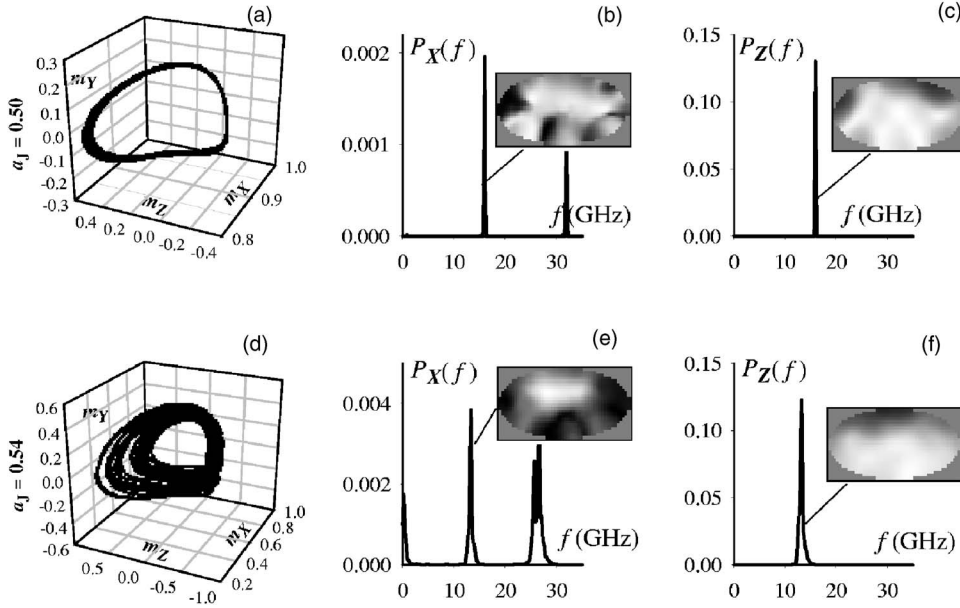 (a)
(b)
(c)
a_J = 0.50
0.3
0.2
0.1
0.0
-0.1
-0.2
-0.3
m_Y
0.4 0.2 0.0 -0.2 -0.4
m_Z
0.8 0.9 1.0
m_X
P_X(f)
0.002
0.001
0.000
f (GHz)
0 10 20 30
P_Z(f)
0.15
0.10
0.05
0.00
f (GHz)
0 10 20 30
(d)
(e)
(f)
a_J = 0.54
0.6
0.4
0.2
0.0
-0.2
-0.4
-0.6
m_Y
0.5 0.0 -0.5 -1.0
m_Z
0.2 0.4 0.6 0.8 1.0
m_X
P_X(f)
0.004
0.002
0.000
f (GHz)
0 10 20 30
P_Z(f)
0.15
0.10
0.05
0.00
f (GHz)
0 10 20 30